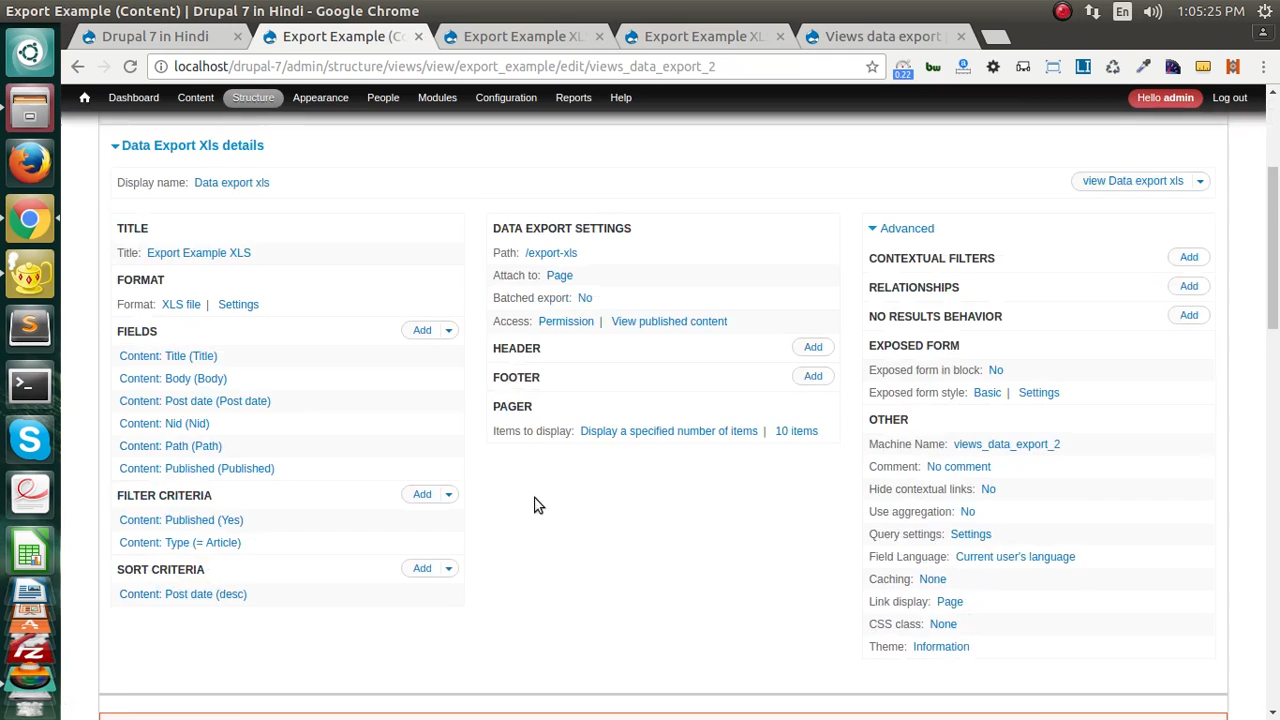 Export Example (Content) | Drupal 7 in Hindi - Google Chrome
En
1:05:25 PM
Drupal 7 in Hindi
Export Example (C
Export Example XL
Export Example XL
Views data export
localhost/drupal-7/admin/structure/views/view/export_example/edit/views_data_export_2
0.22
bw
LI
Dashboard
Content
Structure
Appearance
People
Modules
Configuration
Reports
Help
Hello admin
Log out
Data Export Xls details
Display name: Data export xls
view Data export xls
TITLE
Title: Export Example XLS
FORMAT
Format: XLS file | Settings
FIELDS
Add
Content: Title (Title)
Content: Body (Body)
Content: Post date (Post date)
Content: Nid (Nid)
Content: Path (Path)
Content: Published (Published)
FILTER CRITERIA
Add
Content: Published (Yes)
Content: Type (= Article)
SORT CRITERIA
Add
Content: Post date (desc)
DATA EXPORT SETTINGS
Path: /export-xls
Attach to: Page
Batched export: No
Access: Permission | View published content
HEADER
Add
FOOTER
Add
PAGER
Items to display: Display a specified number of items | 10 items
Advanced
CONTEXTUAL FILTERS
Add
RELATIONSHIPS
Add
NO RESULTS BEHAVIOR
Add
EXPOSED FORM
Exposed form in block: No
Exposed form style: Basic | Settings
OTHER
Machine Name: views_data_export_2
Comment: No comment
Hide contextual links: No
Use aggregation: No
Query settings: Settings
Field Language: Current user's language
Caching: None
Link display: Page
CSS class: None
Theme: Information